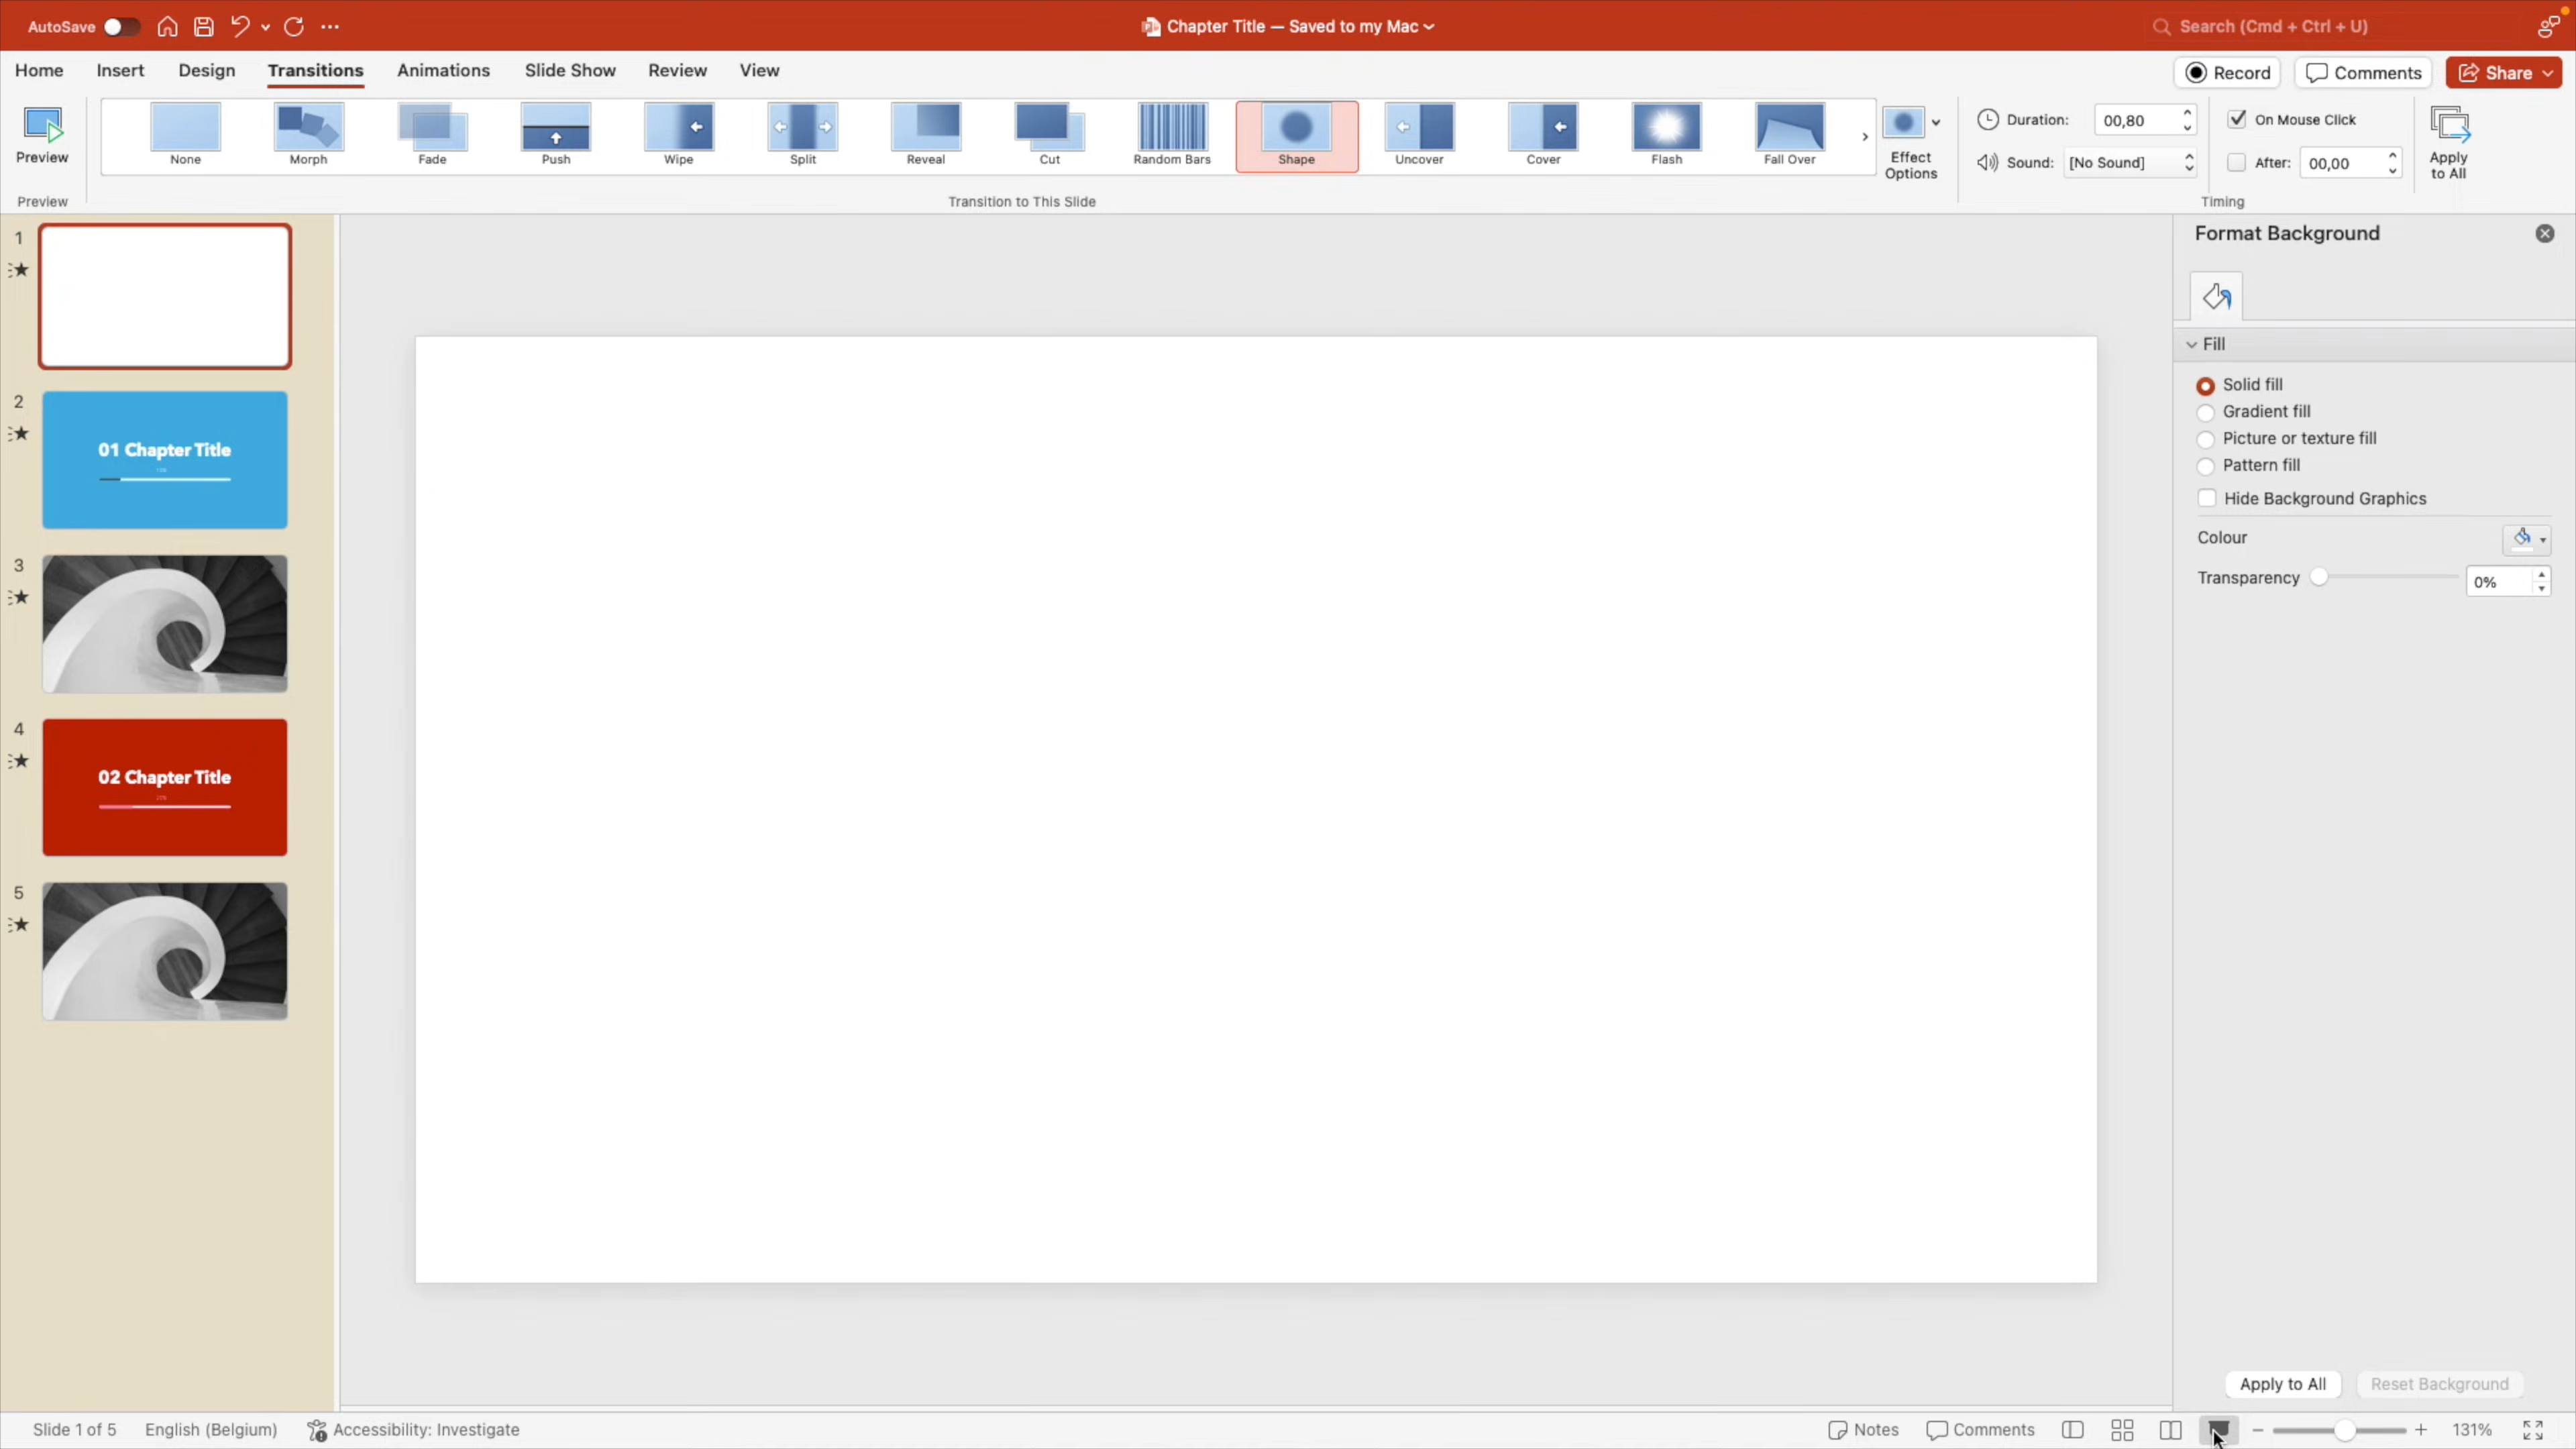 AutoSave
Chapter Title — Saved to my Mac
Search (Cmd + Ctrl + U)
Home Insert Design Transitions Animations Slide Show Review View
Record Comments Share
Preview
None Morph Fade Push Wipe Split Reveal Cut Random Bars Shape Uncover Cover Flash Fall Over
Effect
Options
Duration: 00,80
Sound: [No Sound]
On Mouse Click
After: 00,00
Apply
to All
Preview
Transition to This Slide
Timing
1
2
01 Chapter Title
3
4
02 Chapter Title
5
Format Background
Fill
Solid fill
Gradient fill
Picture or texture fill
Pattern fill
Hide Background Graphics
Colour
Transparency 0%
Apply to All Reset Background
Slide 1 of 5 English (Belgium) Accessibility: Investigate Notes Comments 131%